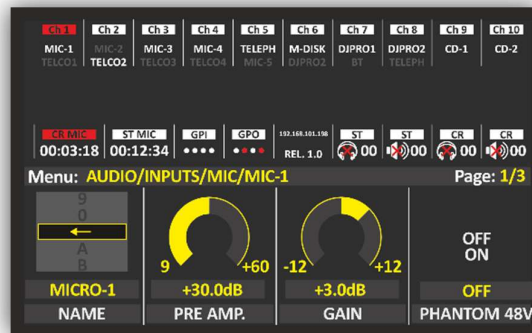 Ch 1 Ch 2 Ch 3 Ch 4 Ch 5 Ch 6 Ch 7 Ch 8 Ch 9 Ch 10
MIC-1 MIC-2 MIC-3 MIC-4 TELEPH M-DISK DJPRO1 DJPRO2 CD-1 CD-2
TELCO1 TELCO2 TELCO3 TELCO4 MIC-5 DJPRO2 BT TELEPH
CR MIC ST MIC GPI GPO 192.168.101.198 ST ST CR CR
00:03:18 00:12:34 REL. 1.0 00 00 00 00
Menu: AUDIO/INPUTS/MIC/MIC-1 Page: 1/3
9
0
←
A
B
9 +60 -12 +12
OFF
ON
MICRO-1 +30.0dB +3.0dB OFF
NAME PRE AMP. GAIN PHANTOM 48V